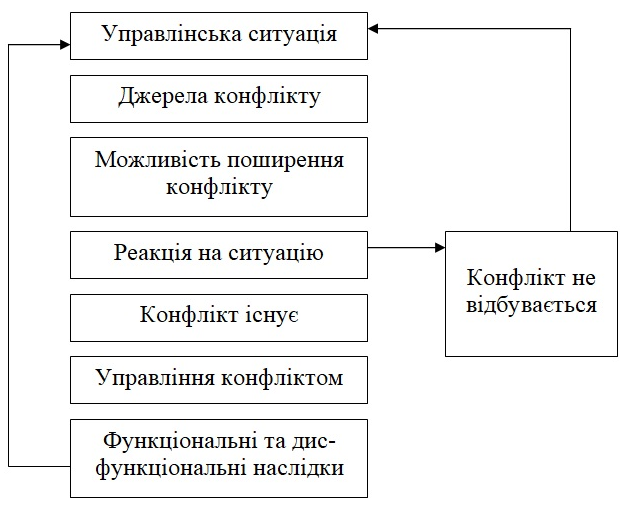 Управлінська ситуація
Джерела конфлікту
Можливість поширення
конфлікту
Реакція на ситуацію
Конфлікт не
відбувається
Конфлікт існує
Управління конфліктом
Функціональні та дис-
функціональні наслідки